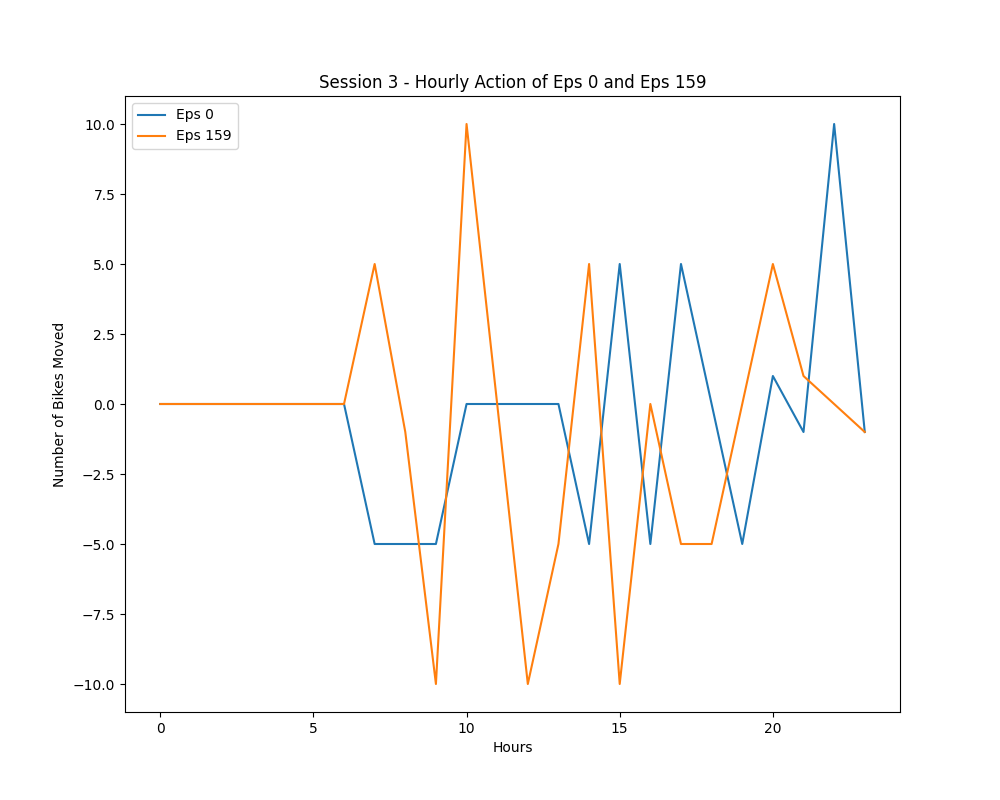 Session 3 - Hourly Action of Eps 0 and Eps 159
Eps 0
Eps 159
10.0
7.5
5.0
2.5
0.0
−2.5
−5.0
−7.5
−10.0
Number of Bikes Moved
0 5 10 15 20
Hours